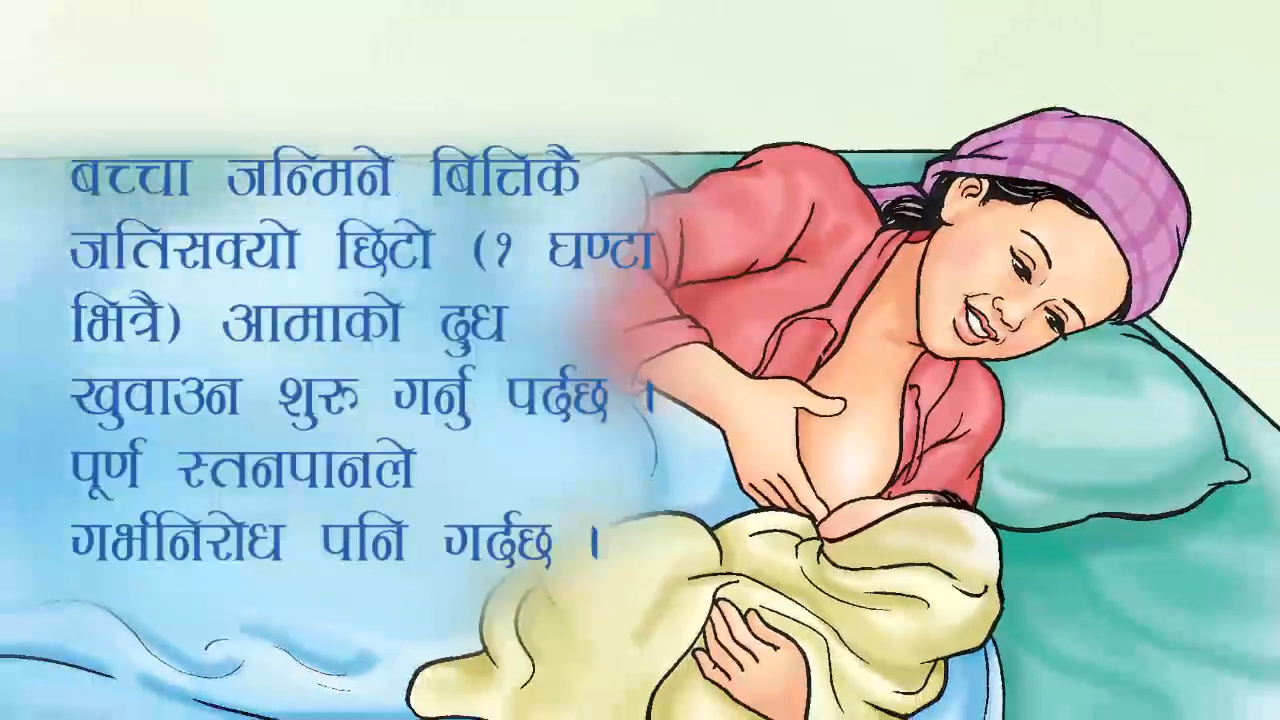 बच्चा जन्मिने बित्तिकै
जतिसक्यो छिटो (१ घण्टा
भित्रै) आमाको दुध
खुवाउन शुरु गर्नु पर्दछ ।
पूर्ण स्तनपानले
गर्भनिरोध पनि गर्दछ ।